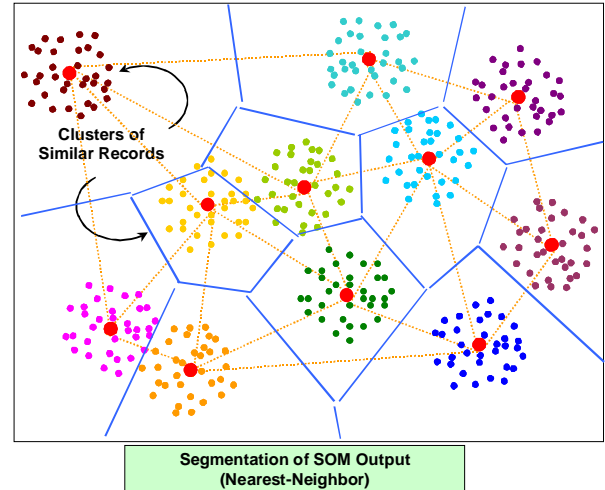 Clusters of
Similar Records
Segmentation of SOM Output
(Nearest-Neighbor)